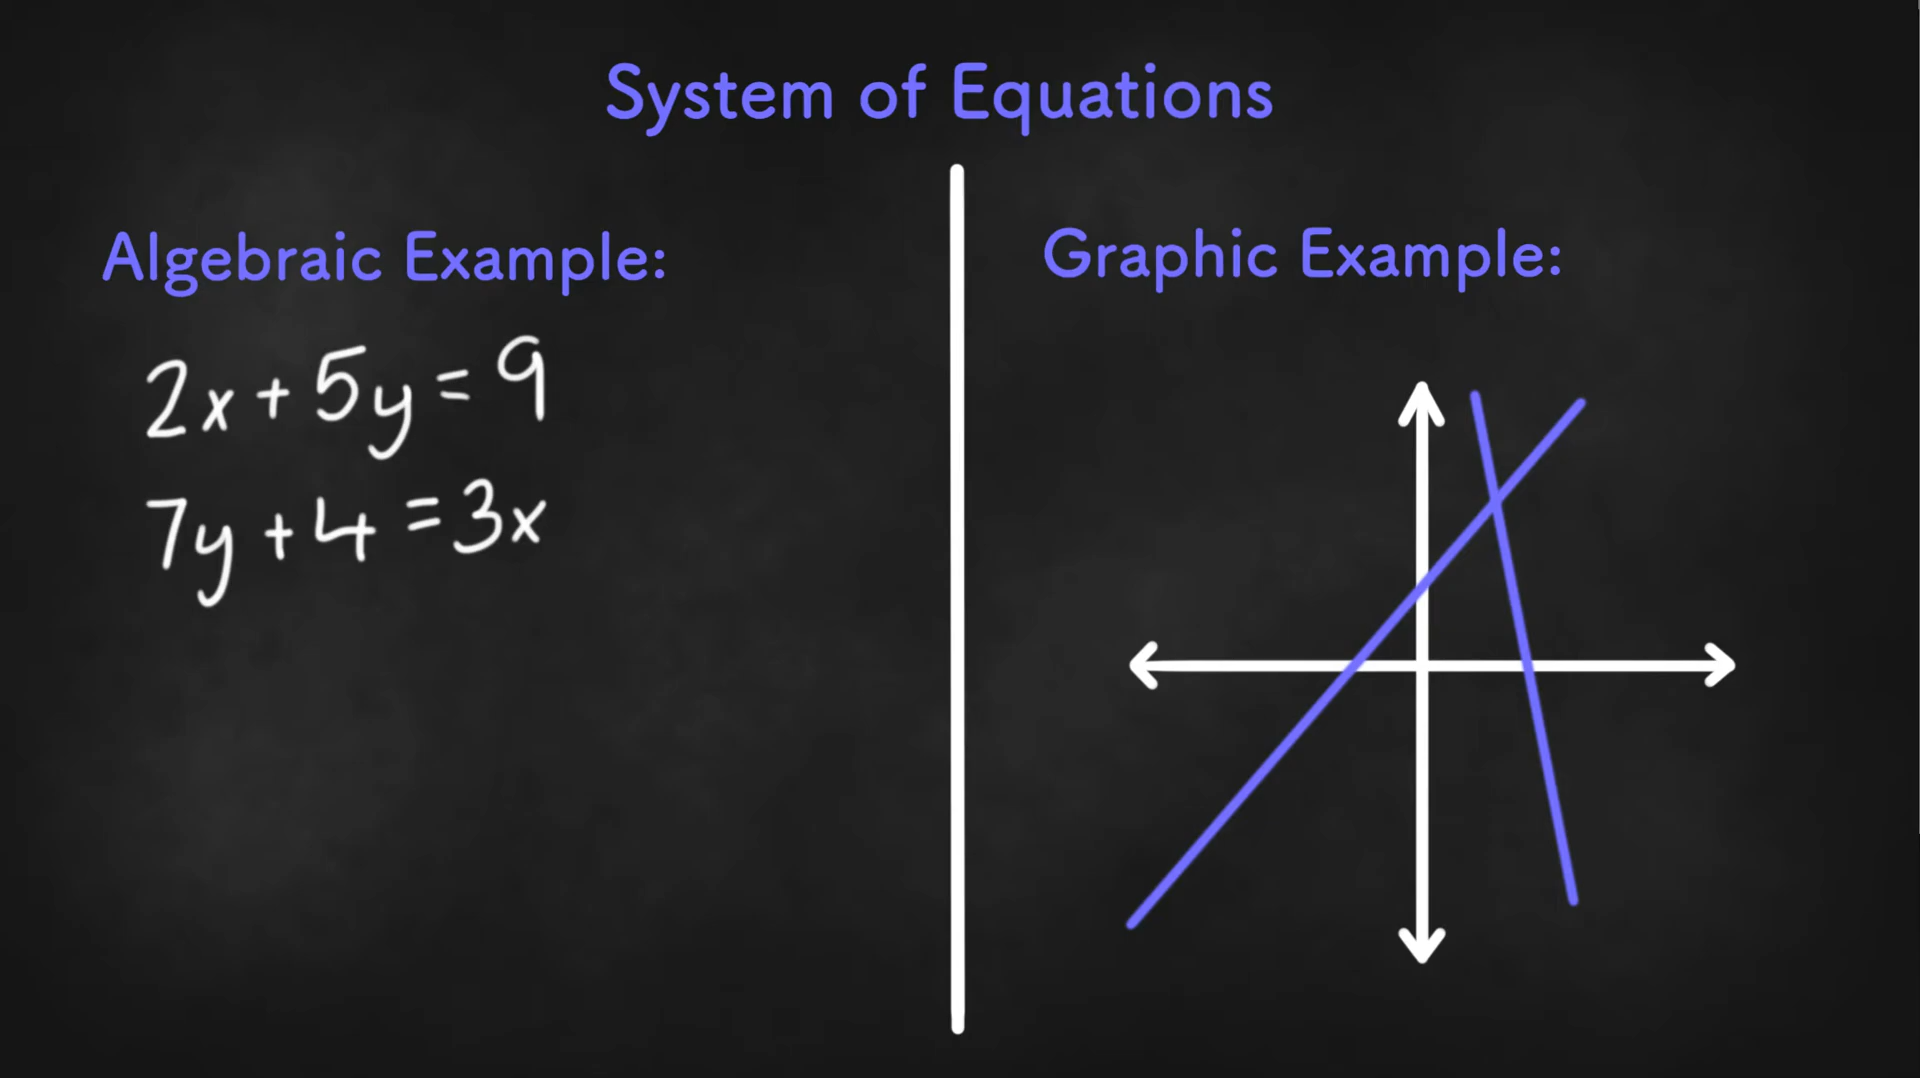 System of Equations
Algebraic Example:
2x + 5y = 9
7y + 4 = 3x
Graphic Example: